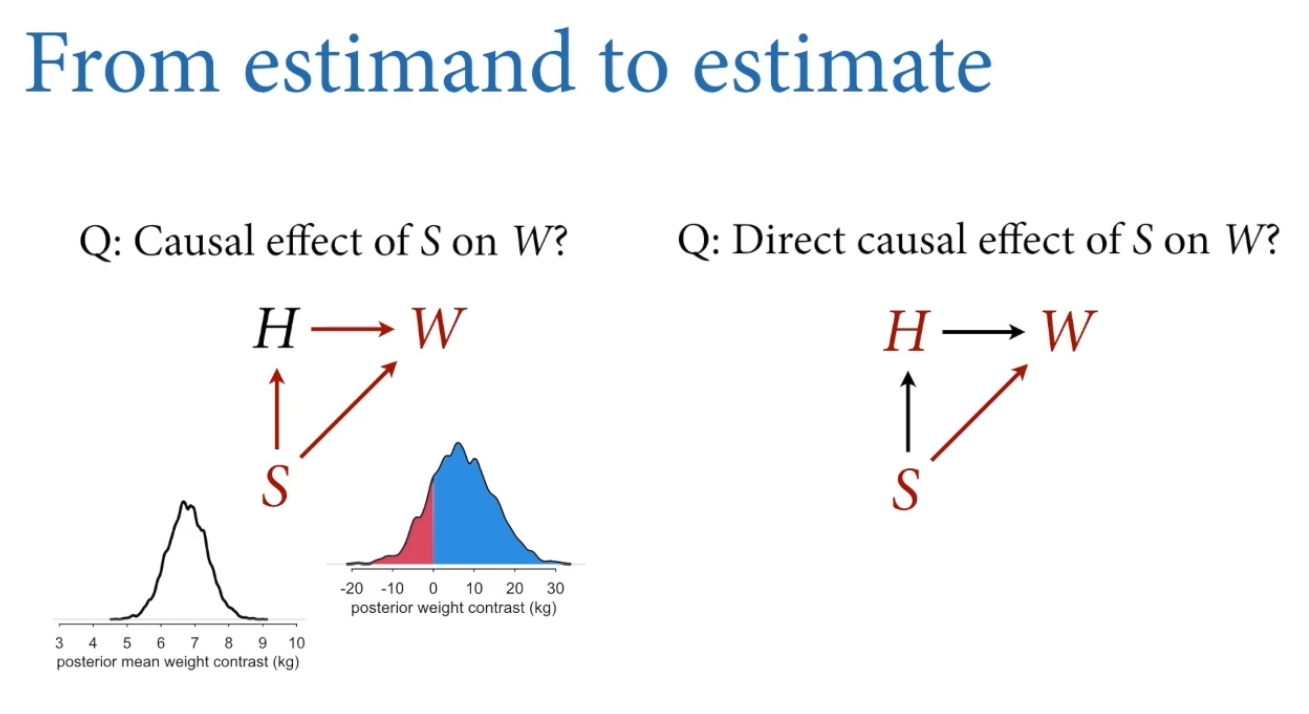 From estimand to estimate
Q: Causal effect of S on W?
H W
S
3 4 5 6 7 8 9 10
posterior mean weight contrast (kg)
-20 -10 0 10 20 30
posterior weight contrast (kg)
Q: Direct causal effect of S on W?
H W
S